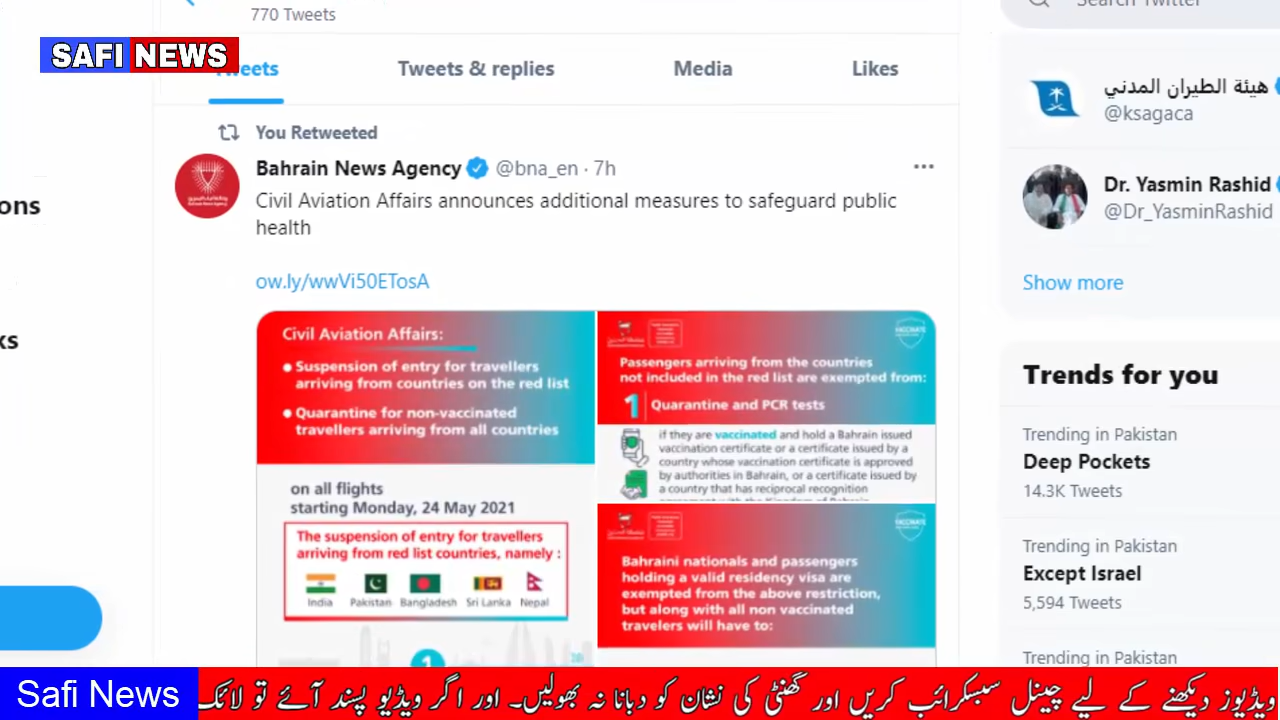 770 Tweets
SAFI NEWS
Tweets & replies
Media
Likes
You Retweeted
Bahrain News Agency @bna_en · 7h
Civil Aviation Affairs announces additional measures to safeguard public
health
ow.ly/wwVi50ETosA
Civil Aviation Affairs:
Suspension of entry for travellers
arriving from countries on the red list
Quarantine for non-vaccinated
travellers arriving from all countries
on all flights
starting Monday, 24 May 2021
The suspension of entry for travellers
arriving from red list countries, namely :
India Pakistan Bangladesh Sri Lanka Nepal
1
Passengers arriving from the countries
not included in the red list are exempted from:
1 Quarantine and PCR tests
if they are vaccinated and hold a Bahrain issued
vaccination certificate or a certificate issued by a
country whose vaccination certificate is approved
by authorities in Bahrain, or a certificate issued by
a country that has reciprocal recognition
agreement with the Kingdom of Bahrain
Bahraini nationals and passengers
holding a valid residency visa are
exempted from the above restriction,
but along with all non vaccinated
travelers will have to:
Search Twitter
هيئة الطيران المدني
@ksagaca
Dr. Yasmin Rashid
@Dr_YasminRashid
Show more
Trends for you
Trending in Pakistan
Deep Pockets
14.3K Tweets
Trending in Pakistan
Except Israel
5,594 Tweets
Trending in Pakistan
Safi News
ویڈیوز دیکھنے کے لیے چینل سبسکرائب کریں اور گھنٹی کی نشان کو دبانا نہ بھولیں۔ اور اگر ویڈیو پسند آئے تو لائک